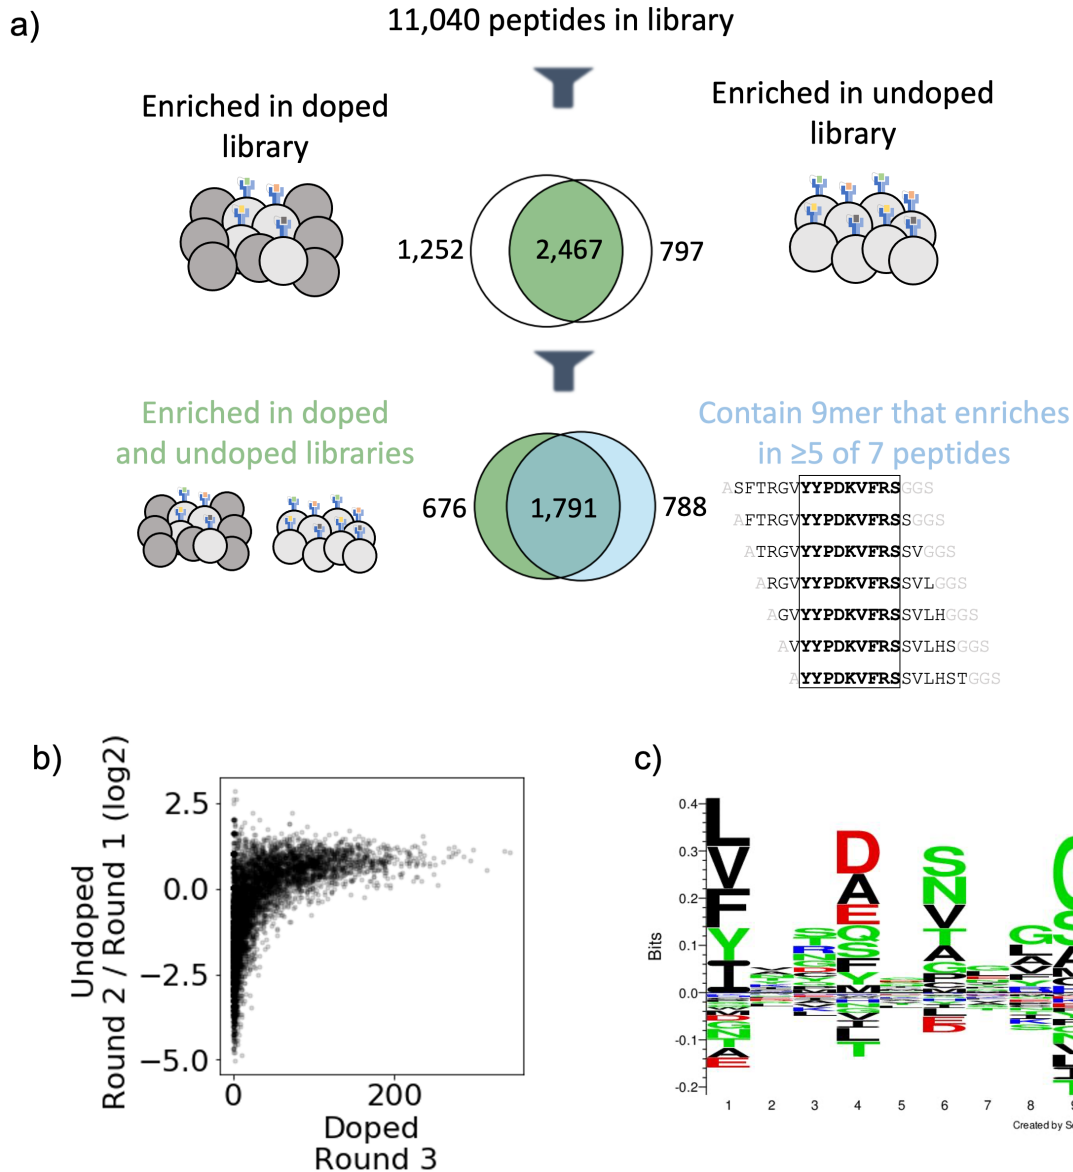 a)
11,040 peptides in library
Enriched in doped
library
Enriched in undoped
library
1,252
2,467
797
Enriched in doped
and undoped libraries
Contain 9mer that enriches
in ≥5 of 7 peptides
676
1,791
788
ASFTRGVYYPDKVFRSGGS
AFTRGVYYPDKVFRSSGGS
ATRGVYYPDKVFRSSVGGS
ARGVYYPDKVFRSSVLGGS
AGVYYPDKVFRSSVLHGGS
AVYYPDKVFRSSVLHSGGS
AYYPDKVFRSSVLHSTGGS
b)
Undoped
Round 2 / Round 1 (log2)
2.5
0.0
−2.5
−5.0
0
200
Doped
Round 3
c)
Bits
0.4
0.3
0.2
0.1
0.0
-0.1
-0.2
L
V
F
Y
I
D
A
E
Q
S
S
N
V
T
A
G
G
1
2
3
4
5
6
7
8
9
Created by Se